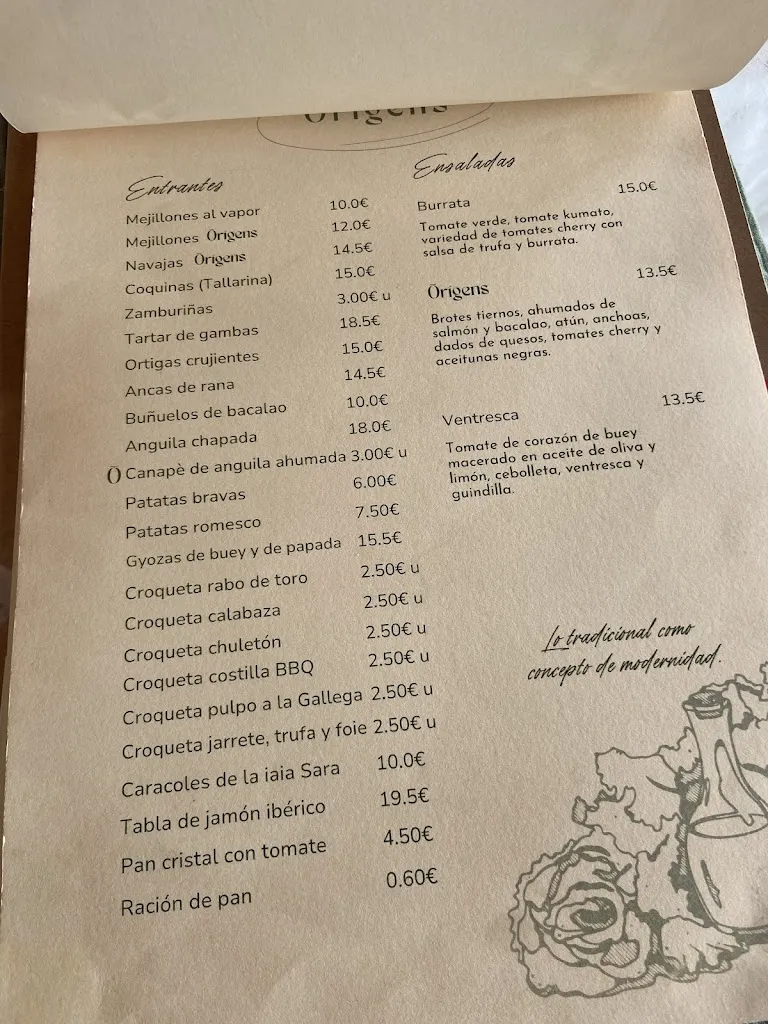 Origens
Entrantes
Mejillones al vapor 10.0€
Mejillones Origens 12.0€
Navajas Origens 14.5€
Coquinas (Tallarina) 15.0€
Zamburiñas 3.00€ u
Tartar de gambas 18.5€
Ortigas crujientes 15.0€
Ancas de rana 14.5€
Buñuelos de bacalao 10.0€
Anguila chapada 18.0€
O Canapè de anguila ahumada 3.00€ u
Patatas bravas 6.00€
Patatas romesco 7.50€
Gyozas de buey y de papada 15.5€
Croqueta rabo de toro 2.50€ u
Croqueta calabaza 2.50€ u
Croqueta chuletón 2.50€ u
Croqueta costilla BBQ 2.50€ u
Croqueta pulpo a la Gallega 2.50€ u
Croqueta jarrete, trufa y foie 2.50€ u
Caracoles de la iaia Sara 10.0€
Tabla de jamón ibérico 19.5€
Pan cristal con tomate 4.50€
Ración de pan 0.60€
Ensaladas
Burrata 15.0€
Tomate verde, tomate kumato,
variedad de tomates cherry con
salsa de trufa y burrata.
Origens 13.5€
Brotes tiernos, ahumados de
salmón y bacalao, atún, anchoas,
dados de quesos, tomates cherry y
aceitunas negras.
Ventresca 13.5€
Tomate de corazón de buey
macerado en aceite de oliva y
limón, cebolleta, ventresca y
guindilla.
Lo tradicional como
concepto de modernidad.